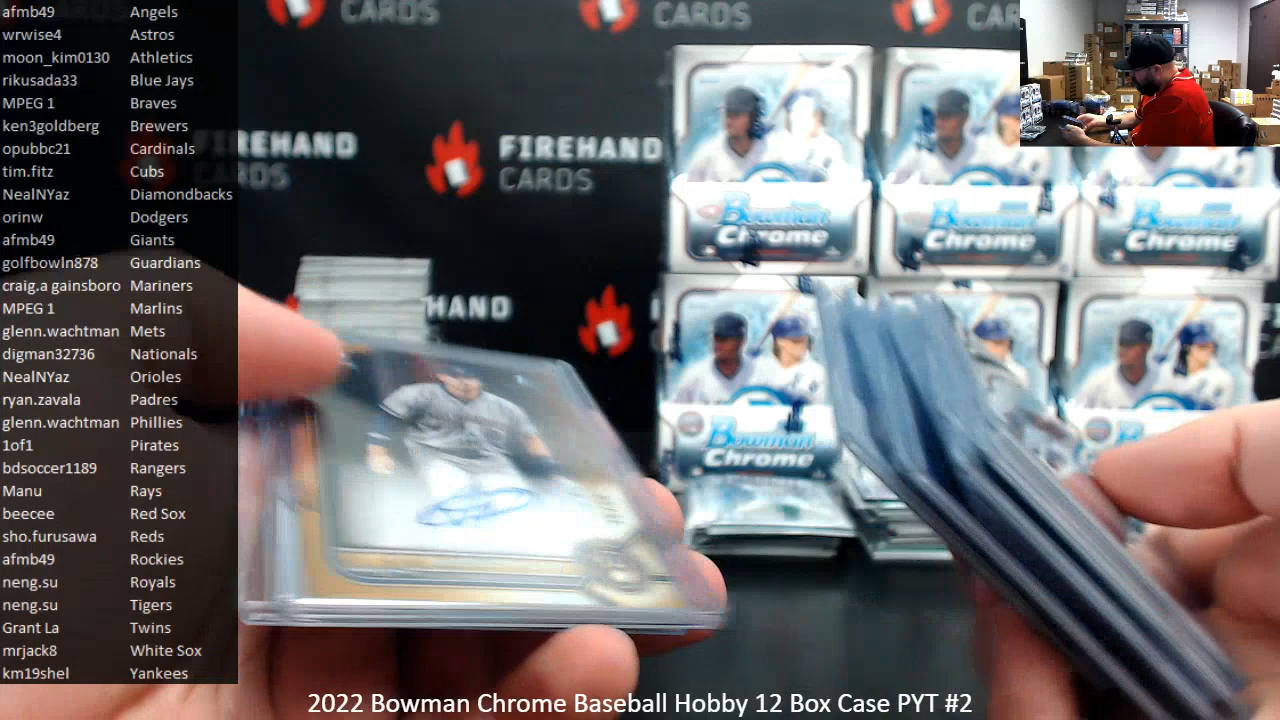 afmb49 Angels
wrwise4 Astros
moon_kim0130 Athletics
rikusada33 Blue Jays
MPEG 1 Braves
ken3goldberg Brewers
opubbc21 Cardinals
tim.fitz Cubs
NealNYaz Diamondbacks
orinw Dodgers
afmb49 Giants
golfbowln878 Guardians
craig.a gainsboro Mariners
MPEG 1 Marlins
glenn.wachtman Mets
digman32736 Nationals
NealNYaz Orioles
ryan.zavala Padres
glenn.wachtman Phillies
1of1 Pirates
bdsoccer1189 Rangers
Manu Rays
beecee Red Sox
sho.furusawa Reds
afmb49 Rockies
neng.su Royals
neng.su Tigers
Grant La Twins
mrjack8 White Sox
km19shel Yankees
CARDS
CARDS
CAR
FIREHAND
CARDS
FIREHAND
CARDS
HAND
Bowman
Chrome
Bowman
Chrome
Bowman
Chrome
Bowman
Chrome
2022 Bowman Chrome Baseball Hobby 12 Box Case PYT #2